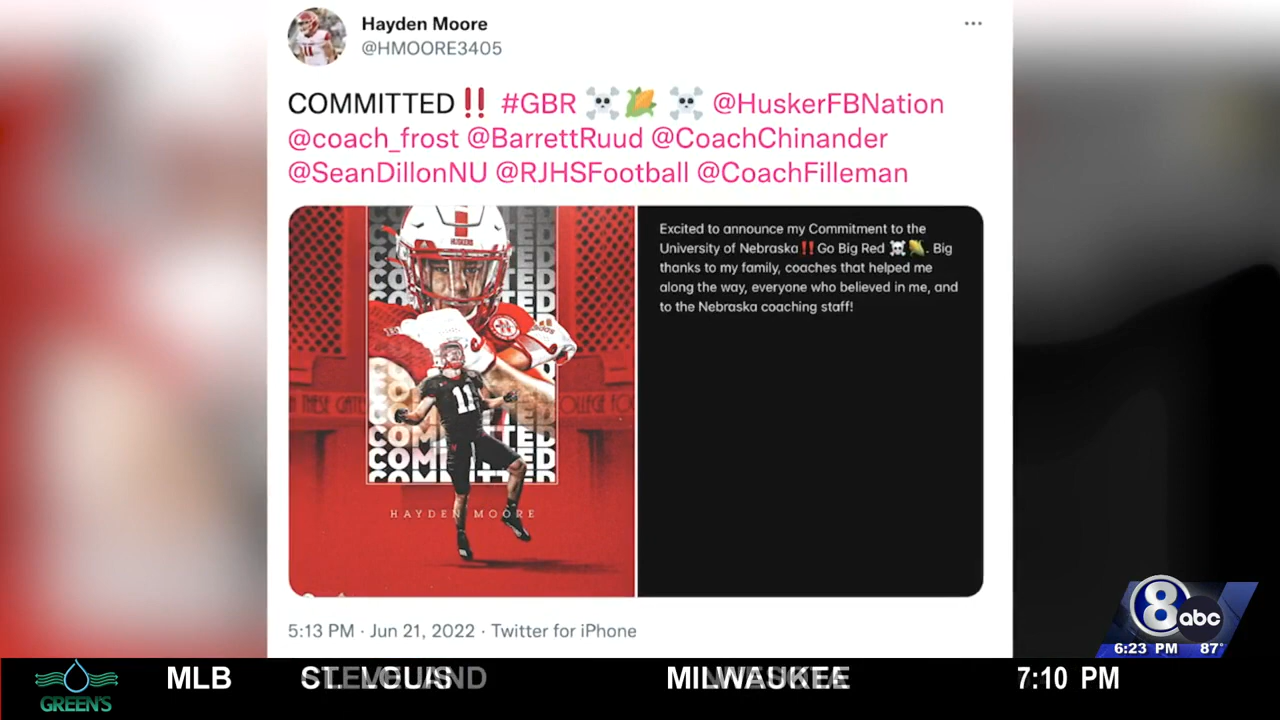 Hayden Moore
@HMOORE3405
COMMITTED‼️ #GBR ☠️🌽 ☠️ @HuskerFBNation
@coach_frost @BarrettRuud @CoachChinander
@SeanDillonNU @RJHSFootball @CoachFilleman
HUSKERS
COMMITTED
HAYDEN MOORE
11
N
adidas
Excited to announce my Commitment to the
University of Nebraska‼️Go Big Red ☠️🌽. Big
thanks to my family, coaches that helped me
along the way, everyone who believed in me, and
to the Nebraska coaching staff!
5:13 PM · Jun 21, 2022 · Twitter for iPhone
8 abc
6:23 PM 87°
GREEN'S
MLB ST. LOUIS MILWAUKEE 7:10 PM